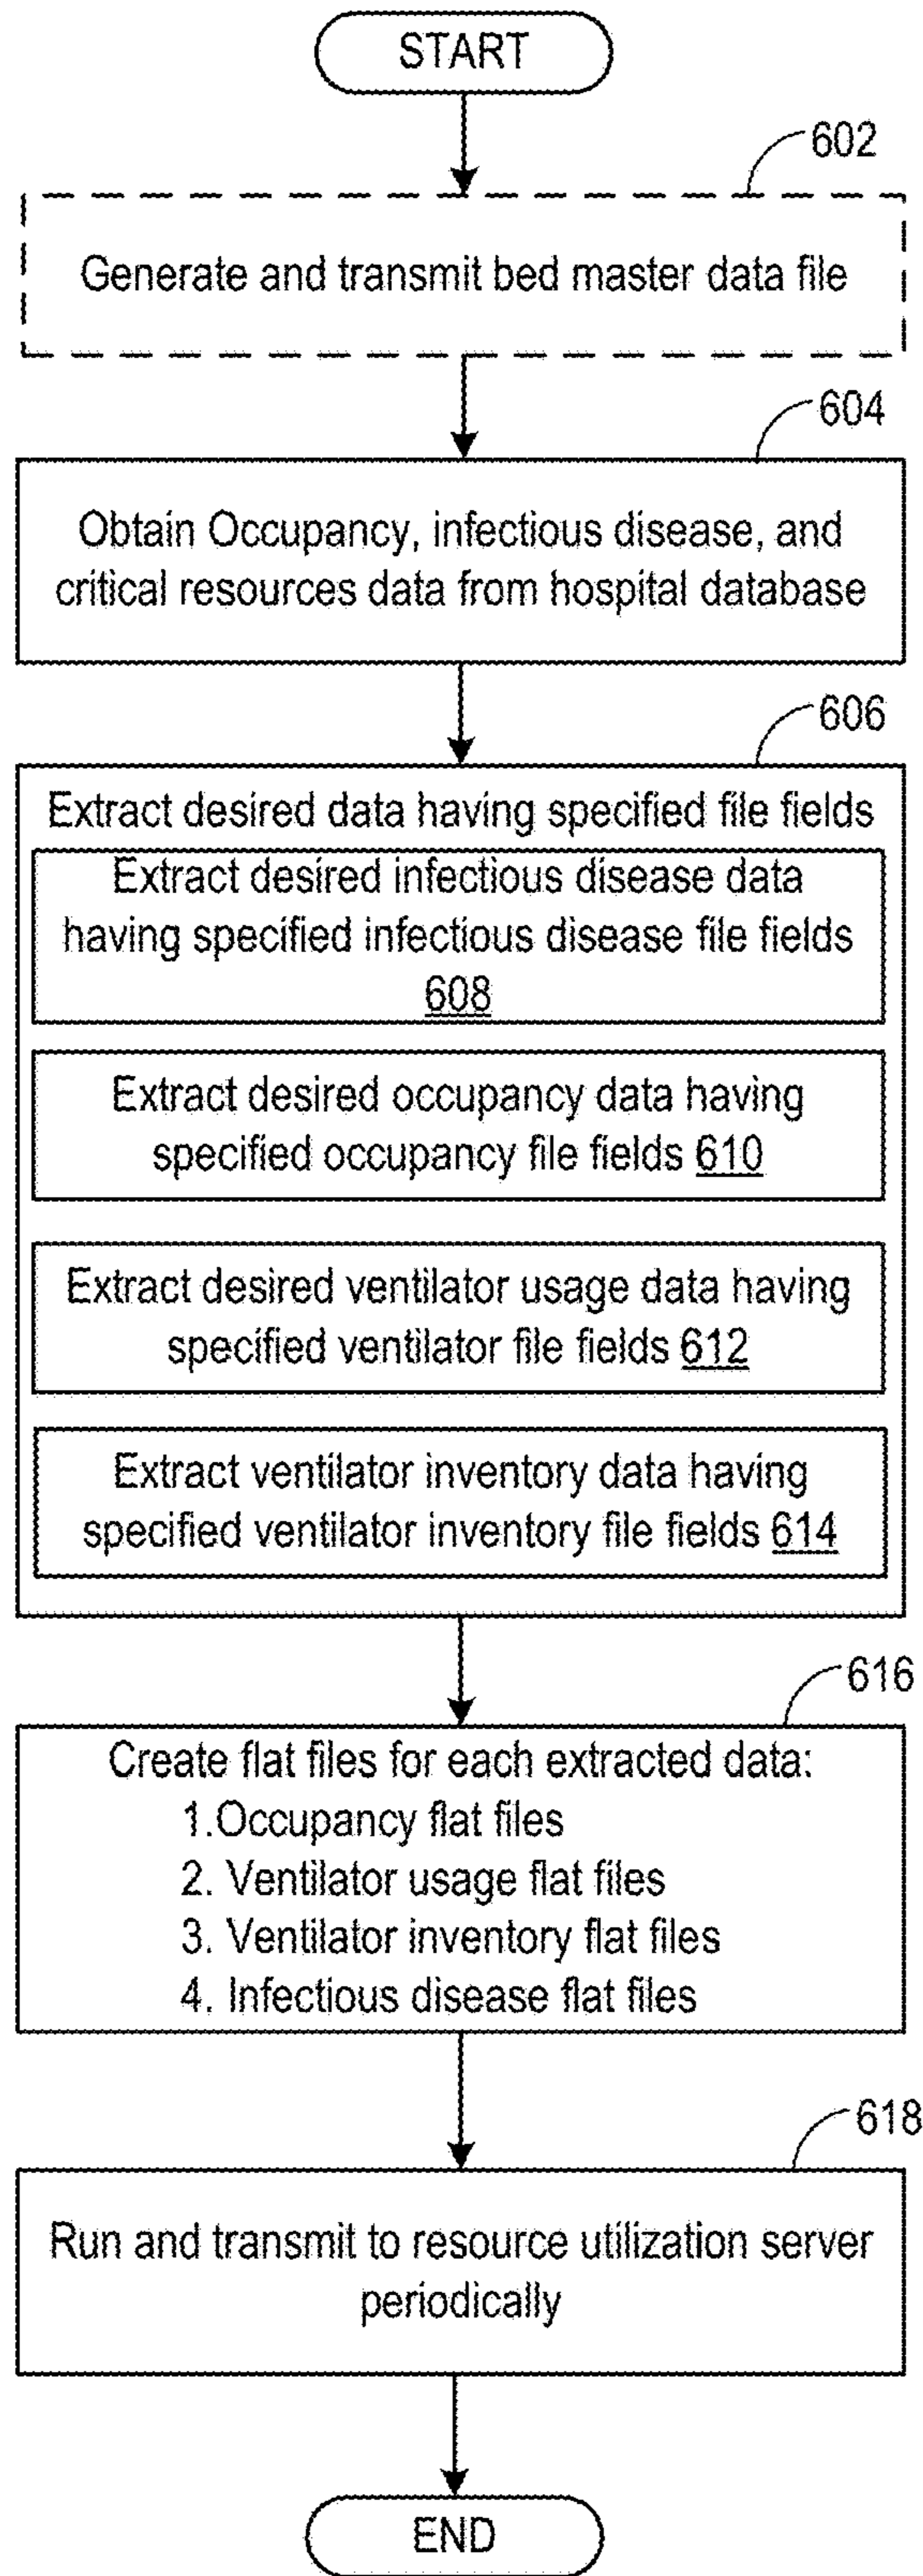 START
602
Generate and transmit bed master data file
604
Obtain Occupancy, infectious disease, and
critical resources data from hospital database
606
Extract desired data having specified file fields
Extract desired infectious disease data
having specified infectious disease file fields
608
Extract desired occupancy data having
specified occupancy file fields 610
Extract desired ventilator usage data having
specified ventilator file fields 612
Extract ventilator inventory data having
specified ventilator inventory file fields 614
616
Create flat files for each extracted data:
1.Occupancy flat files
2. Ventilator usage flat files
3. Ventilator inventory flat files
4. Infectious disease flat files
618
Run and transmit to resource utilization server
periodically
END